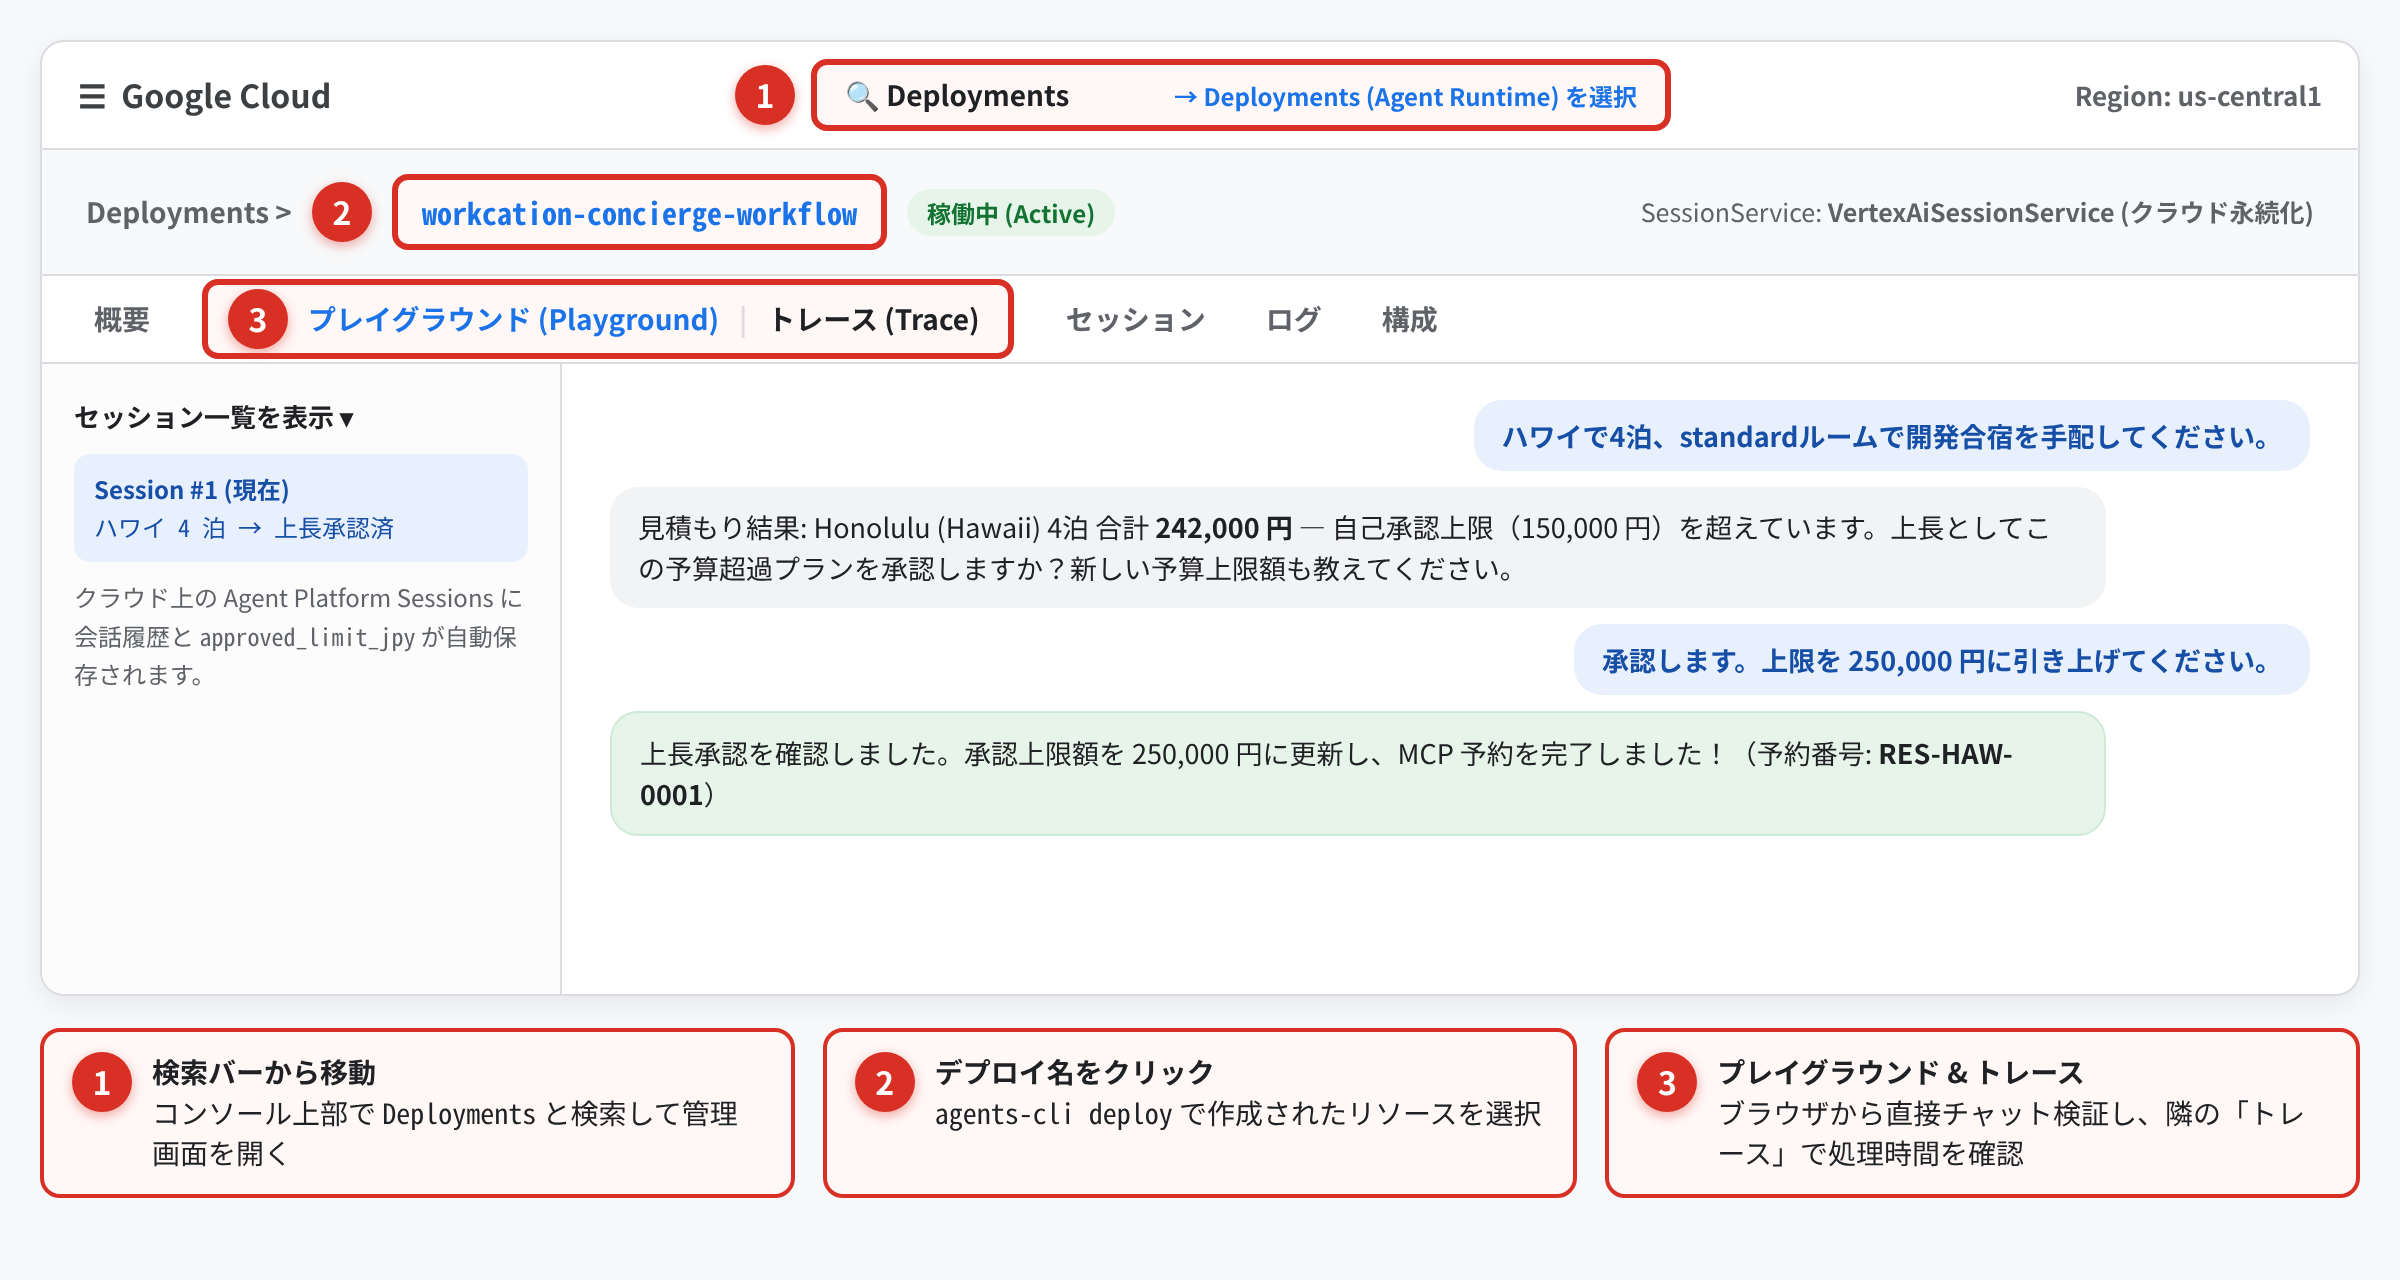 ☰ Google Cloud
1
🔍 Deployments
→ Deployments (Agent Runtime) を選択
Region: us-central1
Deployments >
2
workcation-concierge-workflow
稼働中 (Active)
SessionService: VertexAiSessionService (クラウド永続化)
概要
3
プレイグラウンド (Playground) | トレース (Trace)
セッション
ログ
構成
セッション一覧を表示 ▾
Session #1 (現在)
ハワイ 4 泊 → 上長承認済
クラウド上の Agent Platform Sessions に
会話履歴と approved_limit_jpy が自動保
存されます。
ハワイで4泊、standardルームで開発合宿を手配してください。
見積もり結果: Honolulu (Hawaii) 4泊 合計 242,000 円 — 自己承認上限（150,000 円）を超えています。上長としてこ
の予算超過プランを承認しますか？新しい予算上限額も教えてください。
承認します。上限を 250,000 円に引き上げてください。
上長承認を確認しました。承認上限額を 250,000 円に更新し、MCP 予約を完了しました！（予約番号: RES-HAW-
0001）
1
検索バーから移動
コンソール上部で Deployments と検索して管理
画面を開く
2
デプロイ名をクリック
agents-cli deploy で作成されたリソースを選択
3
プレイグラウンド & トレース
ブラウザから直接チャット検証し、隣の「トレ
ース」で処理時間を確認